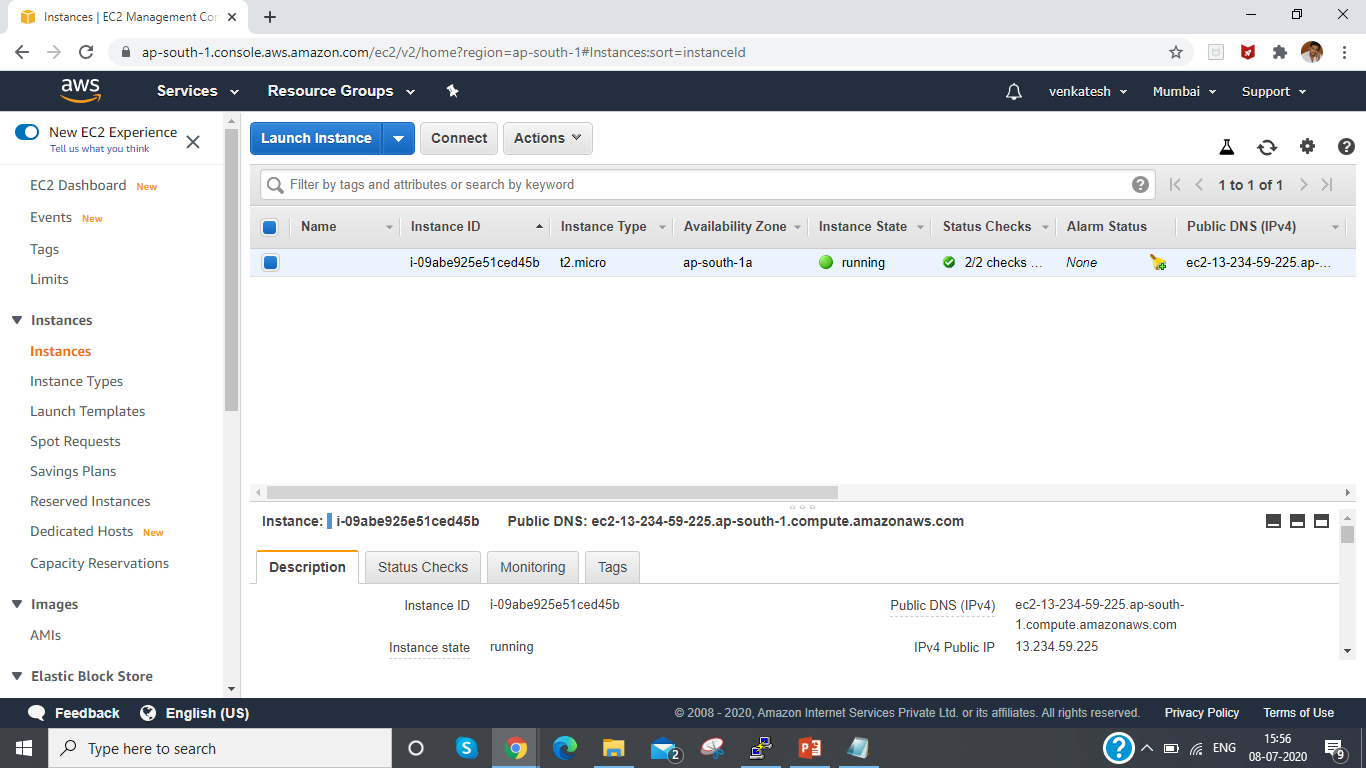 Instances | EC2 Management Con
ap-south-1.console.aws.amazon.com/ec2/v2/home?region=ap-south-1#Instances:sort=instanceId
aws Services Resource Groups venkatesh Mumbai Support
New EC2 Experience
Tell us what you think
EC2 Dashboard New
Events New
Tags
Limits
Instances
Instances
Instance Types
Launch Templates
Spot Requests
Savings Plans
Reserved Instances
Dedicated Hosts New
Capacity Reservations
Images
AMIs
Elastic Block Store
Launch Instance Connect Actions
Filter by tags and attributes or search by keyword 1 to 1 of 1
Name Instance ID Instance Type Availability Zone Instance State Status Checks Alarm Status Public DNS (IPv4)
i-09abe925e51ced45b t2.micro ap-south-1a running 2/2 checks ... None ec2-13-234-59-225.ap-...
Instance: i-09abe925e51ced45b Public DNS: ec2-13-234-59-225.ap-south-1.compute.amazonaws.com
Description Status Checks Monitoring Tags
Instance ID i-09abe925e51ced45b Public DNS (IPv4) ec2-13-234-59-225.ap-south-
1.compute.amazonaws.com
Instance state running IPv4 Public IP 13.234.59.225
Feedback English (US) © 2008 - 2020, Amazon Internet Services Private Ltd. or its affiliates. All rights reserved. Privacy Policy Terms of Use
Type here to search 2 ENG 15:56
08-07-2020 9